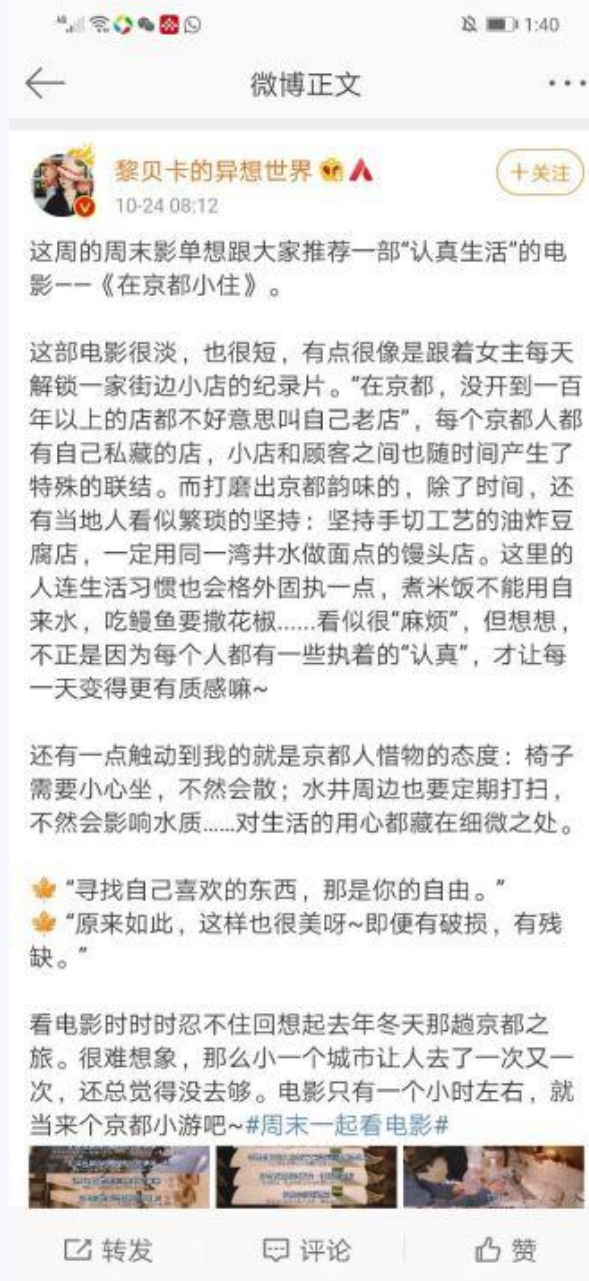 4G 1:40
微博正文
黎贝卡的异想世界
十关注
10-24 08:12
这周的周末影单想跟大家推荐一部“认真生活”的电
影——《在京都小住》。
这部电影很淡，也很短，有点很像是跟着女主每天
解锁一家街边小店的纪录片。“在京都，没开到一百
年以上的店都不好意思叫自己老店”，每个京都人都
有自己私藏的店，小店和顾客之间也随时间产生了
特殊的联结。而打磨出京都韵味的，除了时间，还
有当地人看似繁琐的坚持：坚持手切工艺的油炸豆
腐店，一定用同一湾井水做面点的馒头店。这里的
人连生活习惯也会格外固执一点，煮米饭不能用自
来水，吃鳗鱼要撒花椒......看似很“麻烦”，但想想，
不正是因为每个人都有一些执着的“认真”，才让每
一天变得更有质感嘛~
还有一点触动到我的就是京都人惜物的态度：椅子
需要小心坐，不然会散；水井周边也要定期打扫，
不然会影响水质......对生活的用心都藏在细微之处。
“寻找自己喜欢的东西，那是你的自由。”
“原来如此，这样也很美呀~即便有破损，有残
缺。”
看电影时时时忍不住回想起去年冬天那趟京都之
旅。很难想象，那么小一个城市让人去了一次又一
次，还总觉得没去够。电影只有一个小时左右，就
当来个京都小游吧~#周末一起看电影#
转发 评论 赞